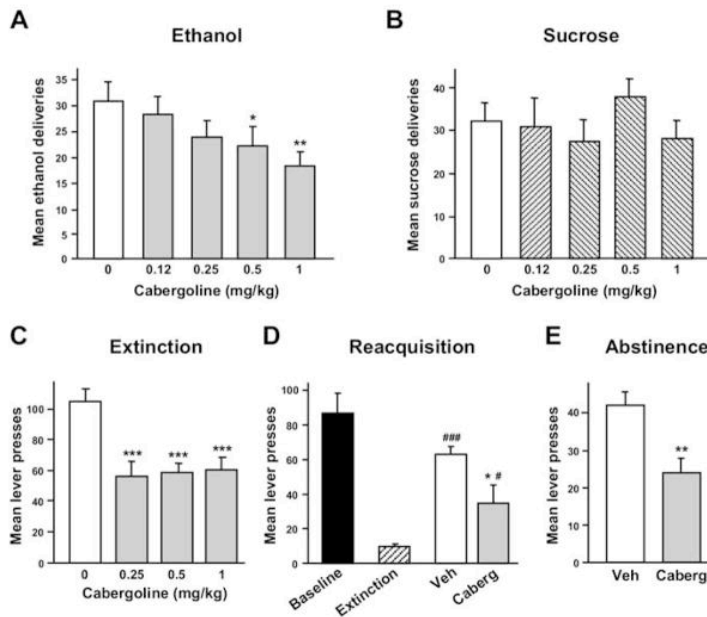 A
Ethanol
Mean ethanol deliveries
35
30
25
20
15
10
5
0
*
**
0 0.12 0.25 0.5 1
Cabergoline (mg/kg)
B
Sucrose
Mean sucrose deliveries
40
30
20
10
0
0 0.12 0.25 0.5 1
Cabergoline (mg/kg)
C
Extinction
Mean lever presses
100
80
60
40
20
0
*** *** ***
0 0.25 0.5 1
Cabergoline (mg/kg)
D
Reacquisition
Mean lever presses
100
80
60
40
20
0
###
* #
Baseline Extinction Veh Caberg
E
Abstinence
Mean lever presses
40
20
0
**
Veh Caberg